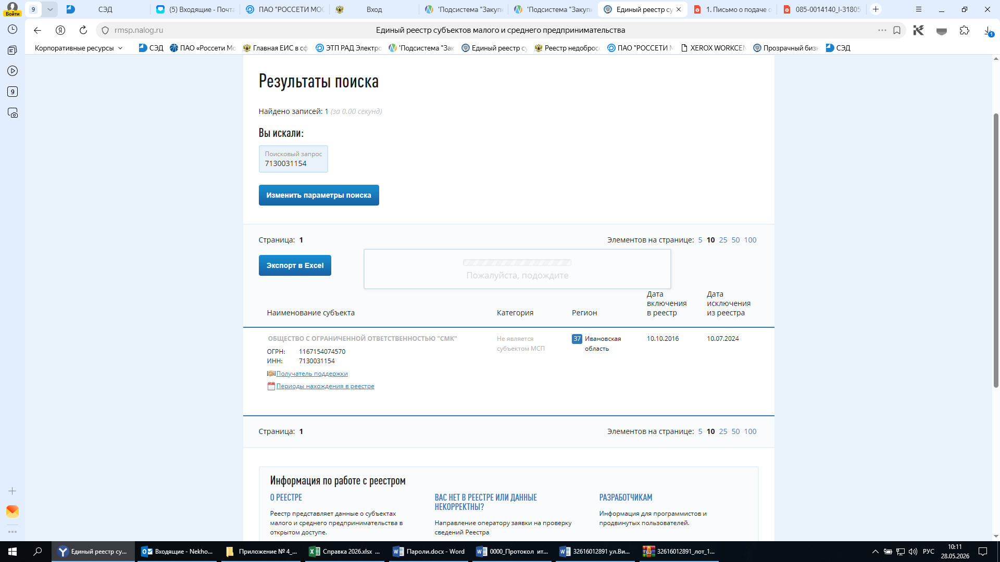 Войти
9
СЭД
(5) Входящие - Почта
ПАО "РОССЕТИ МОС
Вход
'Подсистема "Закупк
'Подсистема "Закупк
Единый реестр су
1. Письмо о подаче о
085-0014140_I-31805
rmsp.nalog.ru
Единый реестр субъектов малого и среднего предпринимательства
1
Корпоративные ресурсы
СЭД
ПАО «Россети Мо
Главная ЕИС в сф
ЭТП РАД Электро
'Подсистема "Зак
Единый реестр су
Реестр недоброс
ПАО "РОССЕТИ М
XEROX WORKCEN
Прозрачный бизн
СЭД
9
Результаты поиска
Найдено записей: 1 (за 0.00 секунд)
Вы искали:
Поисковый запрос
7130031154
Изменить параметры поиска
Страница: 1
Элементов на странице: 5 10 25 50 100
Экспорт в Excel
Пожалуйста, подождите
Наименование субъекта
Категория
Регион
Дата
включения
в реестр
Дата
исключения
из реестра
ОБЩЕСТВО С ОГРАНИЧЕННОЙ ОТВЕТСТВЕННОСТЬЮ "СМК"
ОГРН: 1167154074570
ИНН: 7130031154
Получатель поддержки
Периоды нахождения в реестре
Не является
субъектом МСП
37 Ивановская
область
10.10.2016
10.07.2024
Страница: 1
Элементов на странице: 5 10 25 50 100
Информация по работе с реестром
О РЕЕСТРЕ
Реестр представляет данные о субъектах
малого и среднего предпринимательства в
открытом доступе.
ВАС НЕТ В РЕЕСТРЕ ИЛИ ДАННЫЕ
НЕКОРРЕКТНЫ?
Направление оператору заявки на проверку
сведений Реестра
РАЗРАБОТЧИКАМ
Информация для программистов и
продвинутых пользователей.
Единый реестр су...
Входящие - Nekho...
Приложение № 4_...
Справка 2026.xlsx ...
Пароли.docx - Word
0000_Протокол ит...
32616012891 ул.Ви...
32616012891_лот_1...
РУС
10:11
28.05.2026